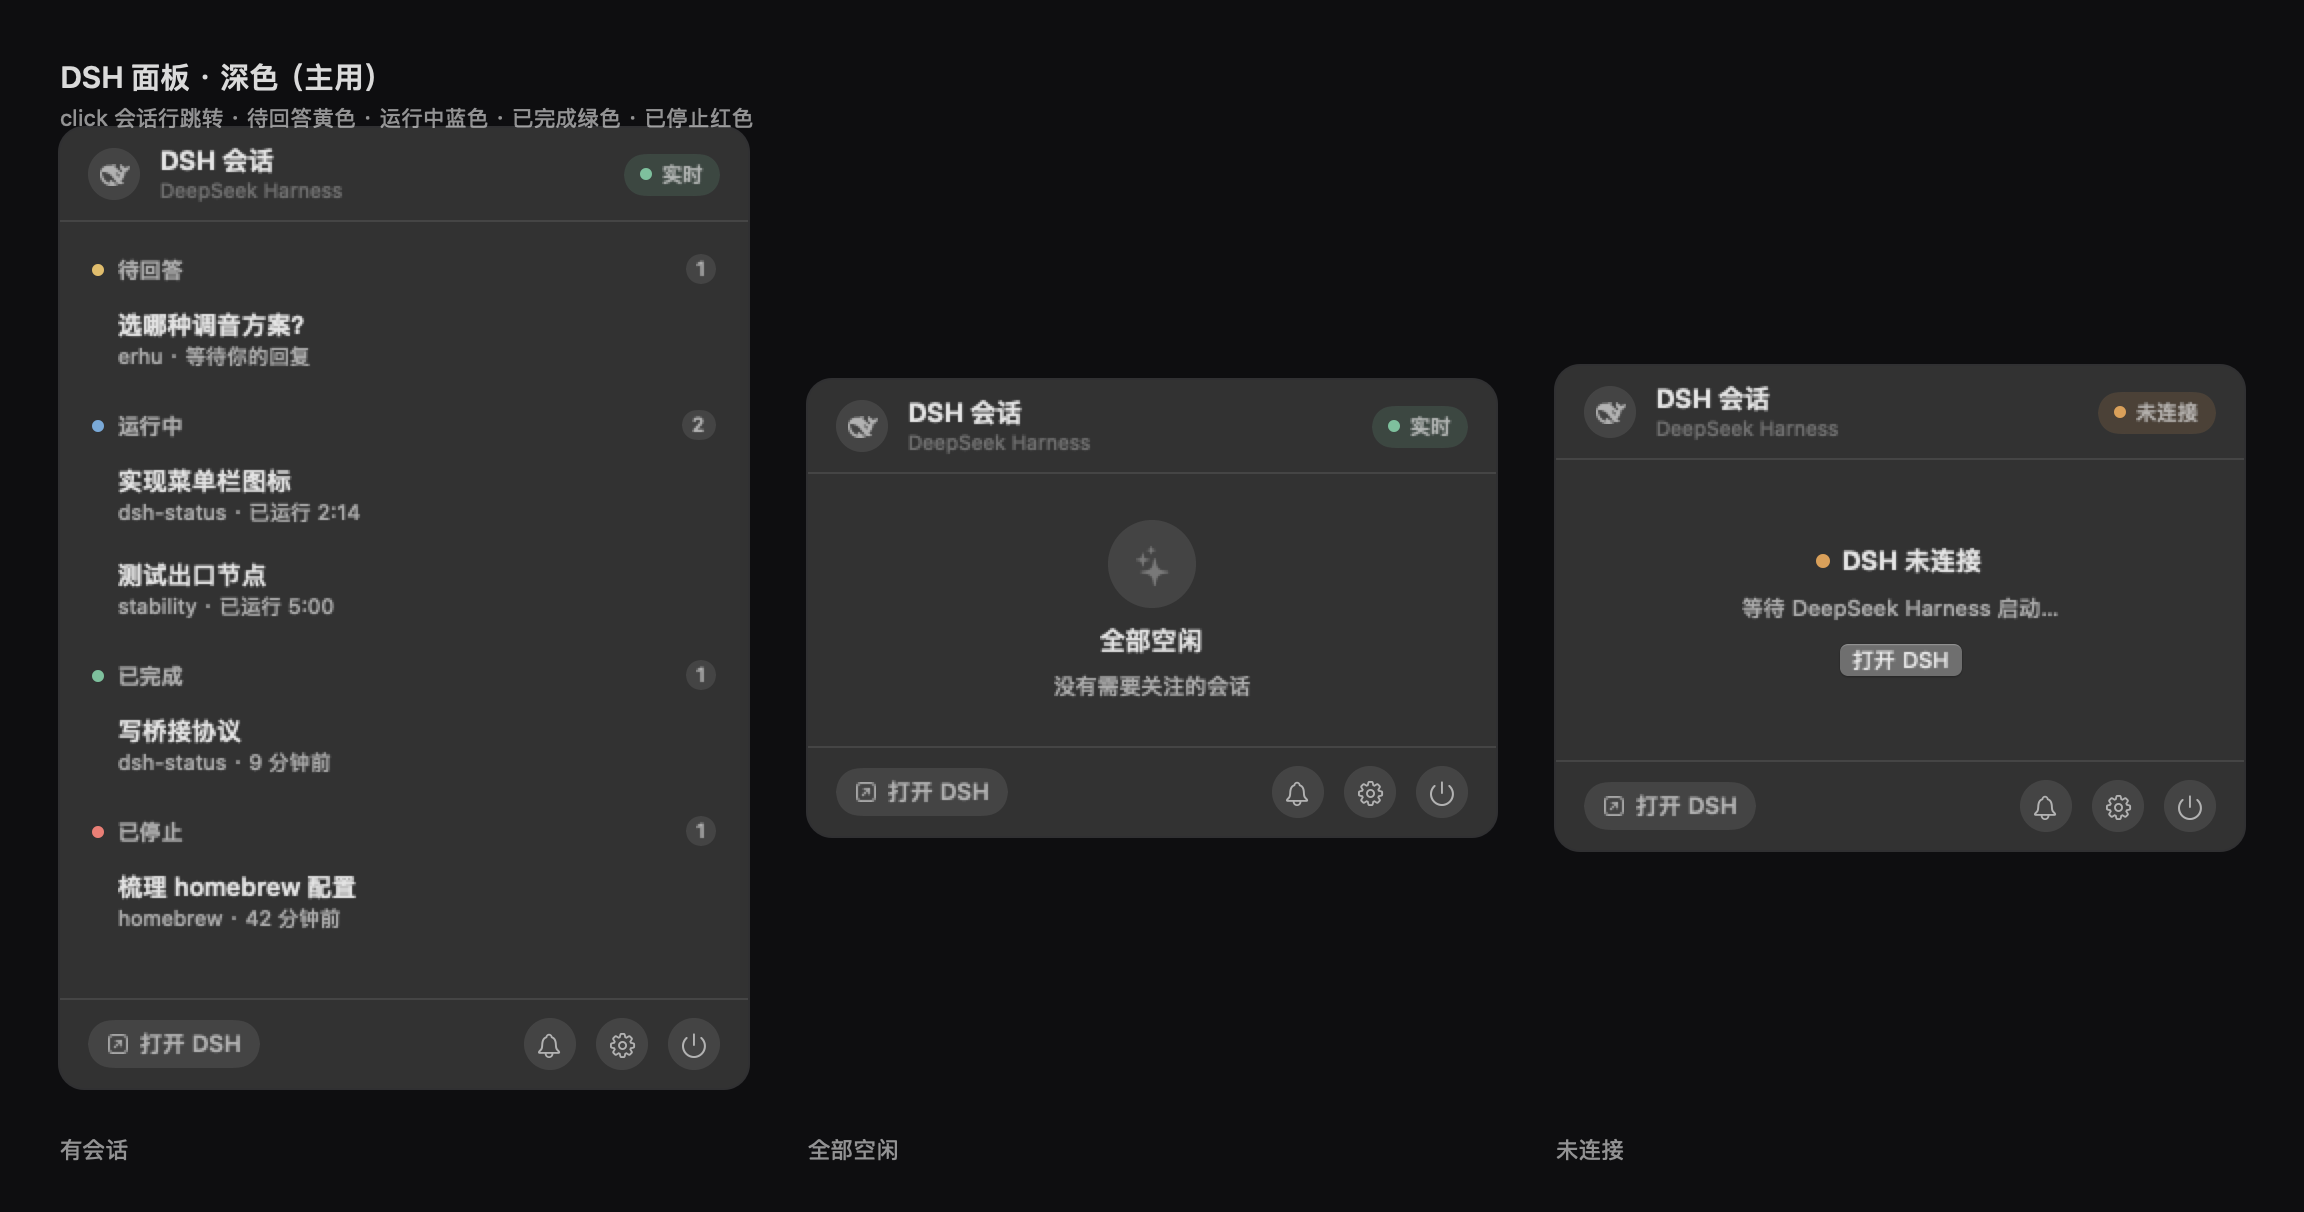 DSH 面板 · 深色（主用）
click 会话行跳转 · 待回答黄色 · 运行中蓝色 · 已完成绿色 · 已停止红色
DSH 会话
DeepSeek Harness
实时
待回答
1
选哪种调音方案?
erhu · 等待你的回复
运行中
2
实现菜单栏图标
dsh-status · 已运行 2:14
测试出口节点
stability · 已运行 5:00
已完成
1
写桥接协议
dsh-status · 9 分钟前
已停止
1
梳理 homebrew 配置
homebrew · 42 分钟前
打开 DSH
有会话
DSH 会话
DeepSeek Harness
实时
全部空闲
没有需要关注的会话
打开 DSH
全部空闲
DSH 会话
DeepSeek Harness
未连接
DSH 未连接
等待 DeepSeek Harness 启动...
打开 DSH
打开 DSH
未连接